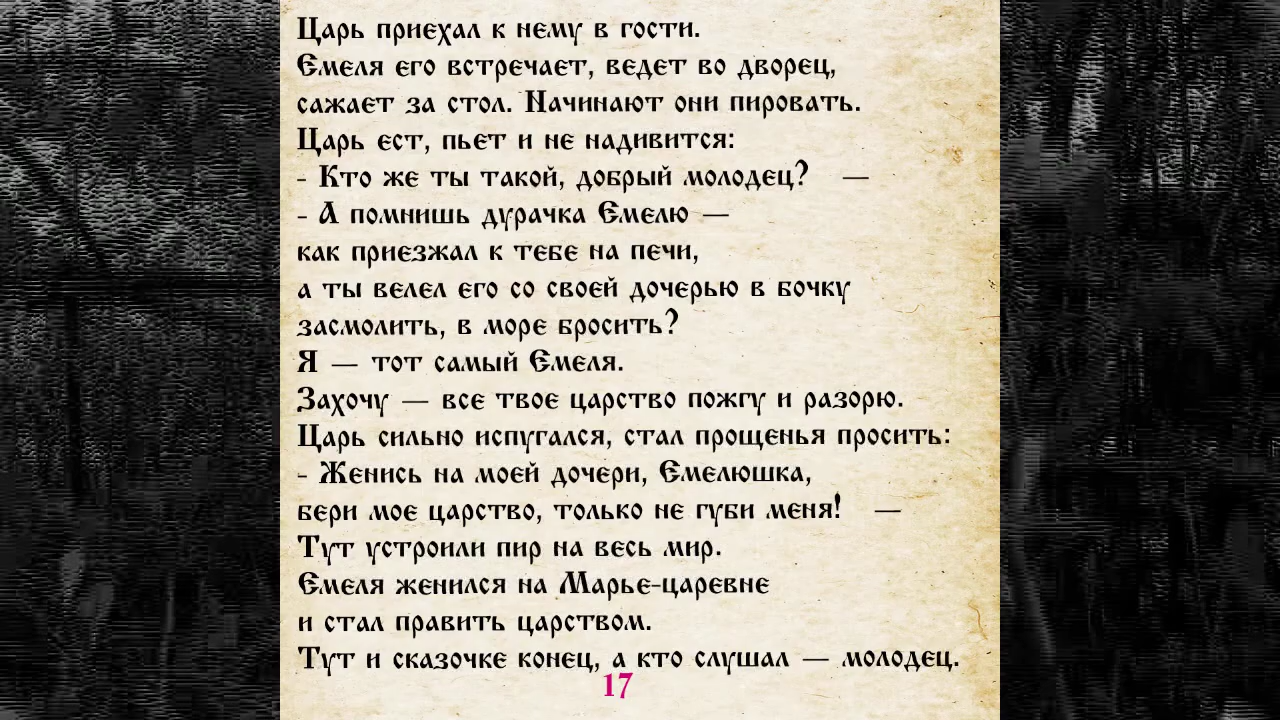 Царь приехал к нему в гости.
Емеля его встречает, ведет во дворец,
сажает за стол. Начинают они пировать.
Царь ест, пьет и не надивится:
- Кто же ты такой, добрый молодец? —
- А помнишь дурачка Емелю —
как приезжал к тебе на печи,
а ты велел его со своей дочерью в бочку
засмолить, в море бросить?
Я — тот самый Емеля.
Захочу — все твое царство пожгу и разорю.
Царь сильно испугался, стал прощенья просить:
- Женись на моей дочери, Емелюшка,
бери мое царство, только не губи меня! —
Тут устроили пир на весь мир.
Емеля женился на Марье-царевне
и стал править царством.
Тут и сказочке конец, а кто слушал — молодец.
17